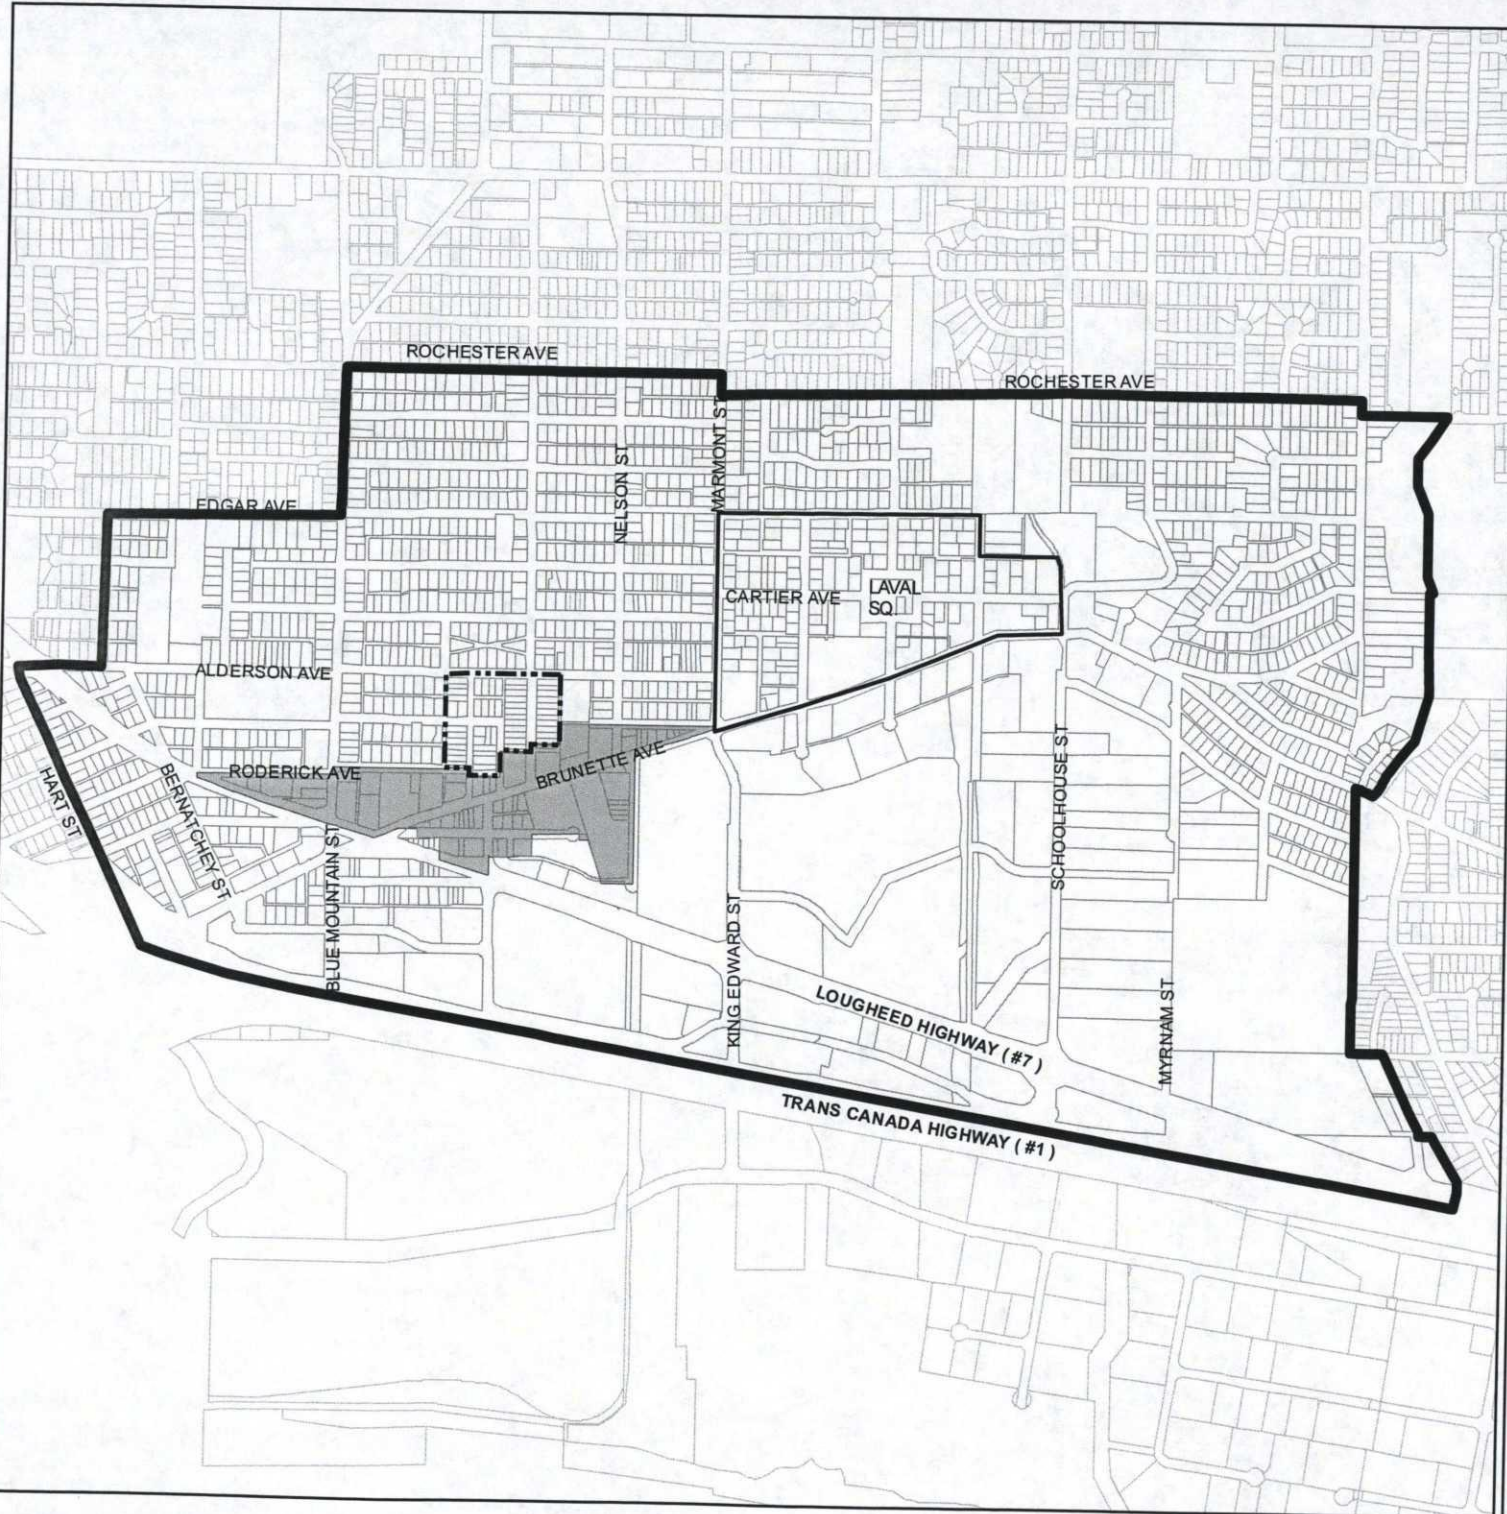 ROCHESTER AVE
ROCHESTER AVE
MARMONT ST
NELSON ST
EDGAR AVE
CARTIER AVE
LAVAL
SQ.
ALDERSON AVE
RODERICK AVE
BRUNETTE AVE
HART ST
BERNATCHEY ST
BLUE MOUNTAIN ST
SCHOOLHOUSE ST
KING EDWARD ST
LOUGHEED HIGHWAY ( #7 )
MYRNAM ST
TRANS CANADA HIGHWAY ( #1 )